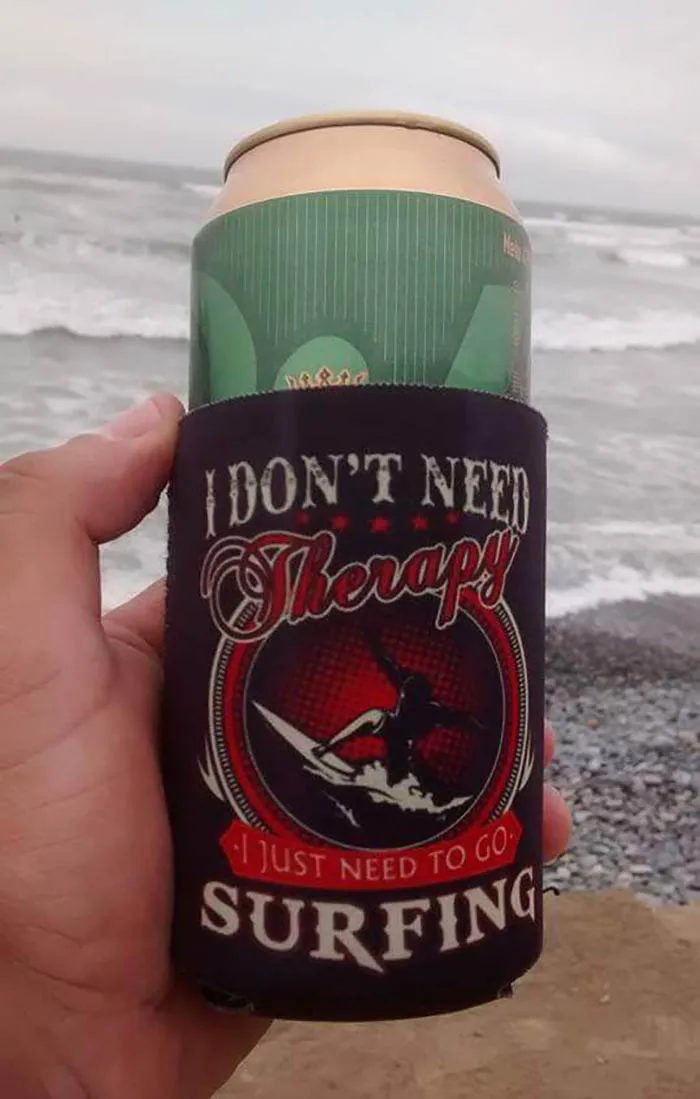 I DON'T NEED
Therapy
· I JUST NEED TO GO ·
SURFING